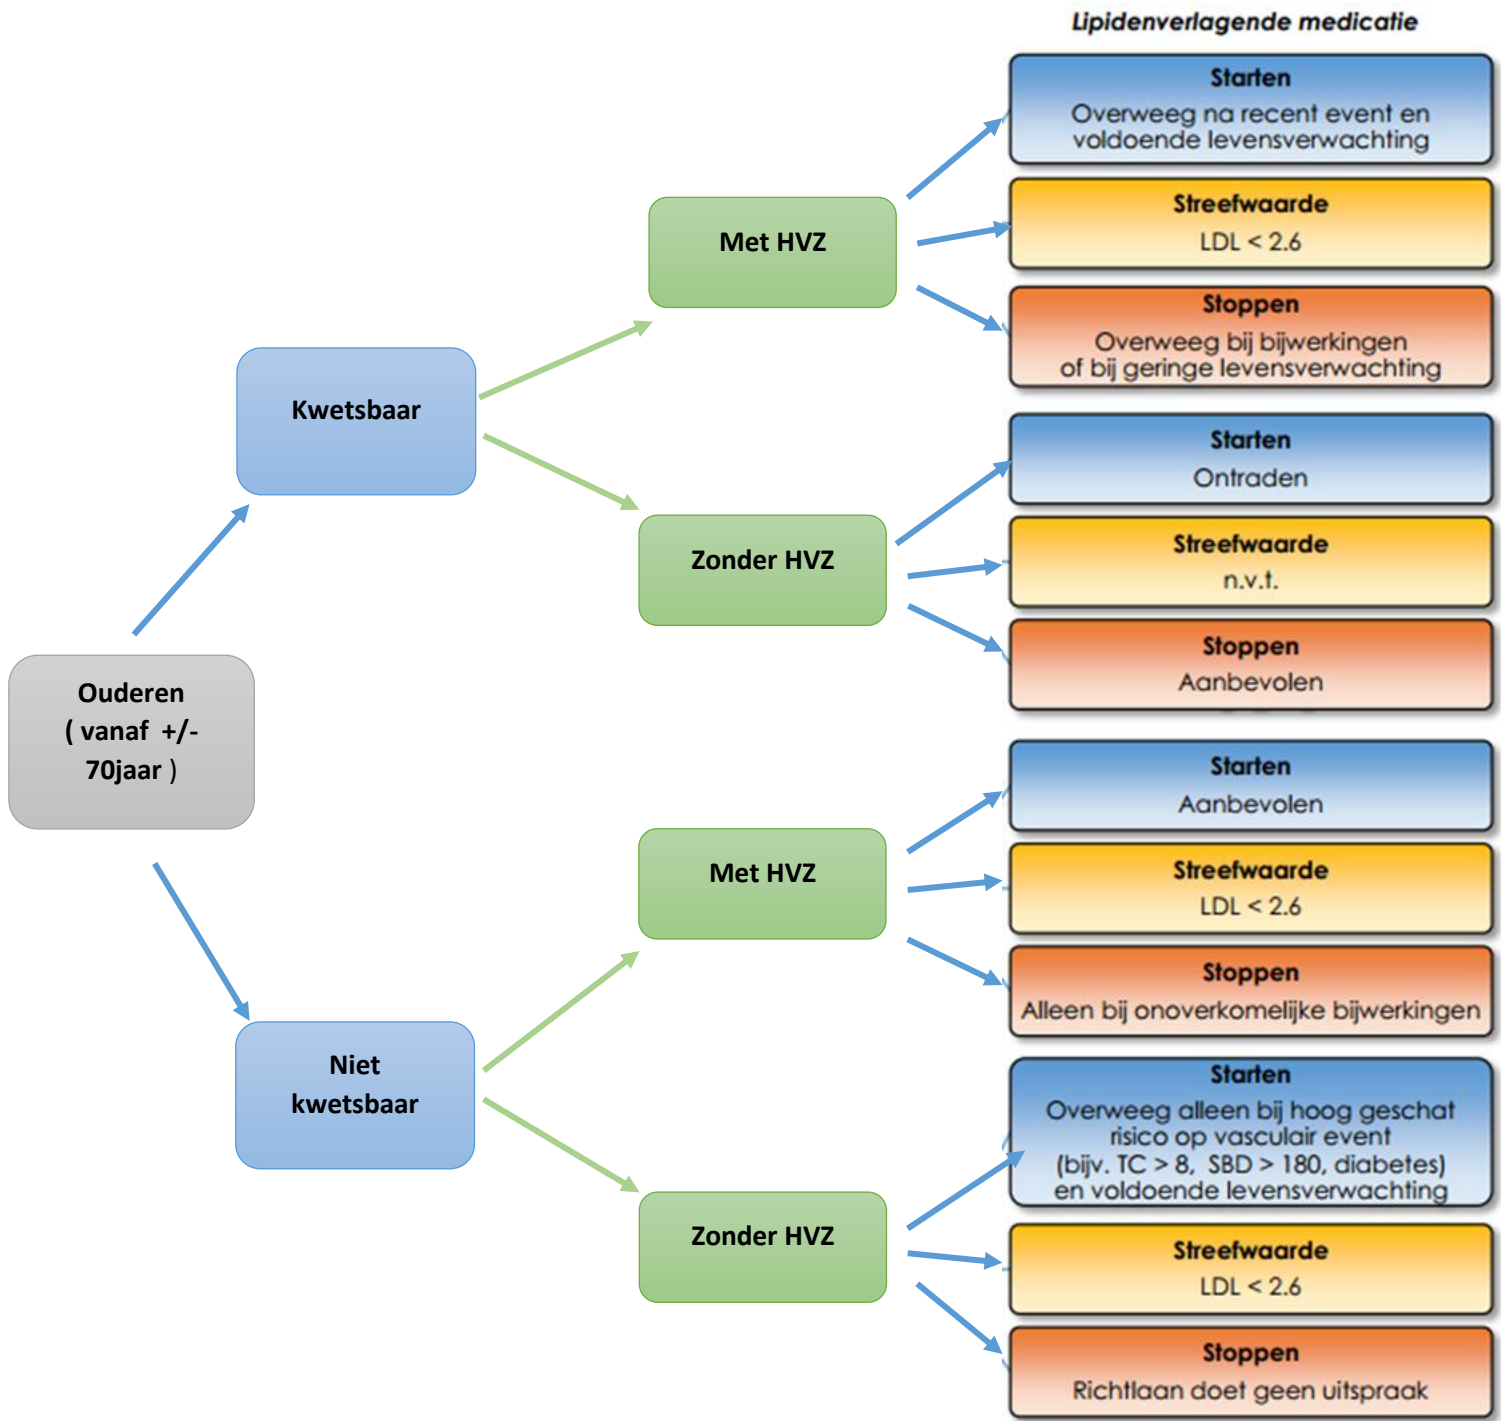 Lipidenverlagende medicatie
Starten
Overweeg na recent event en
voldoende levensverwachting
Streefwaarde
LDL < 2.6
Stoppen
Overweeg bij bijwerkingen
of bij geringe levensverwachting
Met HVZ
Kwetsbaar
Starten
Ontraden
Streefwaarde
n.v.t.
Stoppen
Aanbevolen
Zonder HVZ
Ouderen
( vanaf +/-
70jaar )
Starten
Aanbevolen
Streefwaarde
LDL < 2.6
Stoppen
Alleen bij onoverkomelijke bijwerkingen
Met HVZ
Niet
kwetsbaar
Starten
Overweeg alleen bij hoog geschat
risico op vasculair event
(bijv. TC > 8, SBD > 180, diabetes)
en voldoende levensverwachting
Streefwaarde
LDL < 2.6
Stoppen
Richtlaan doet geen uitspraak
Zonder HVZ